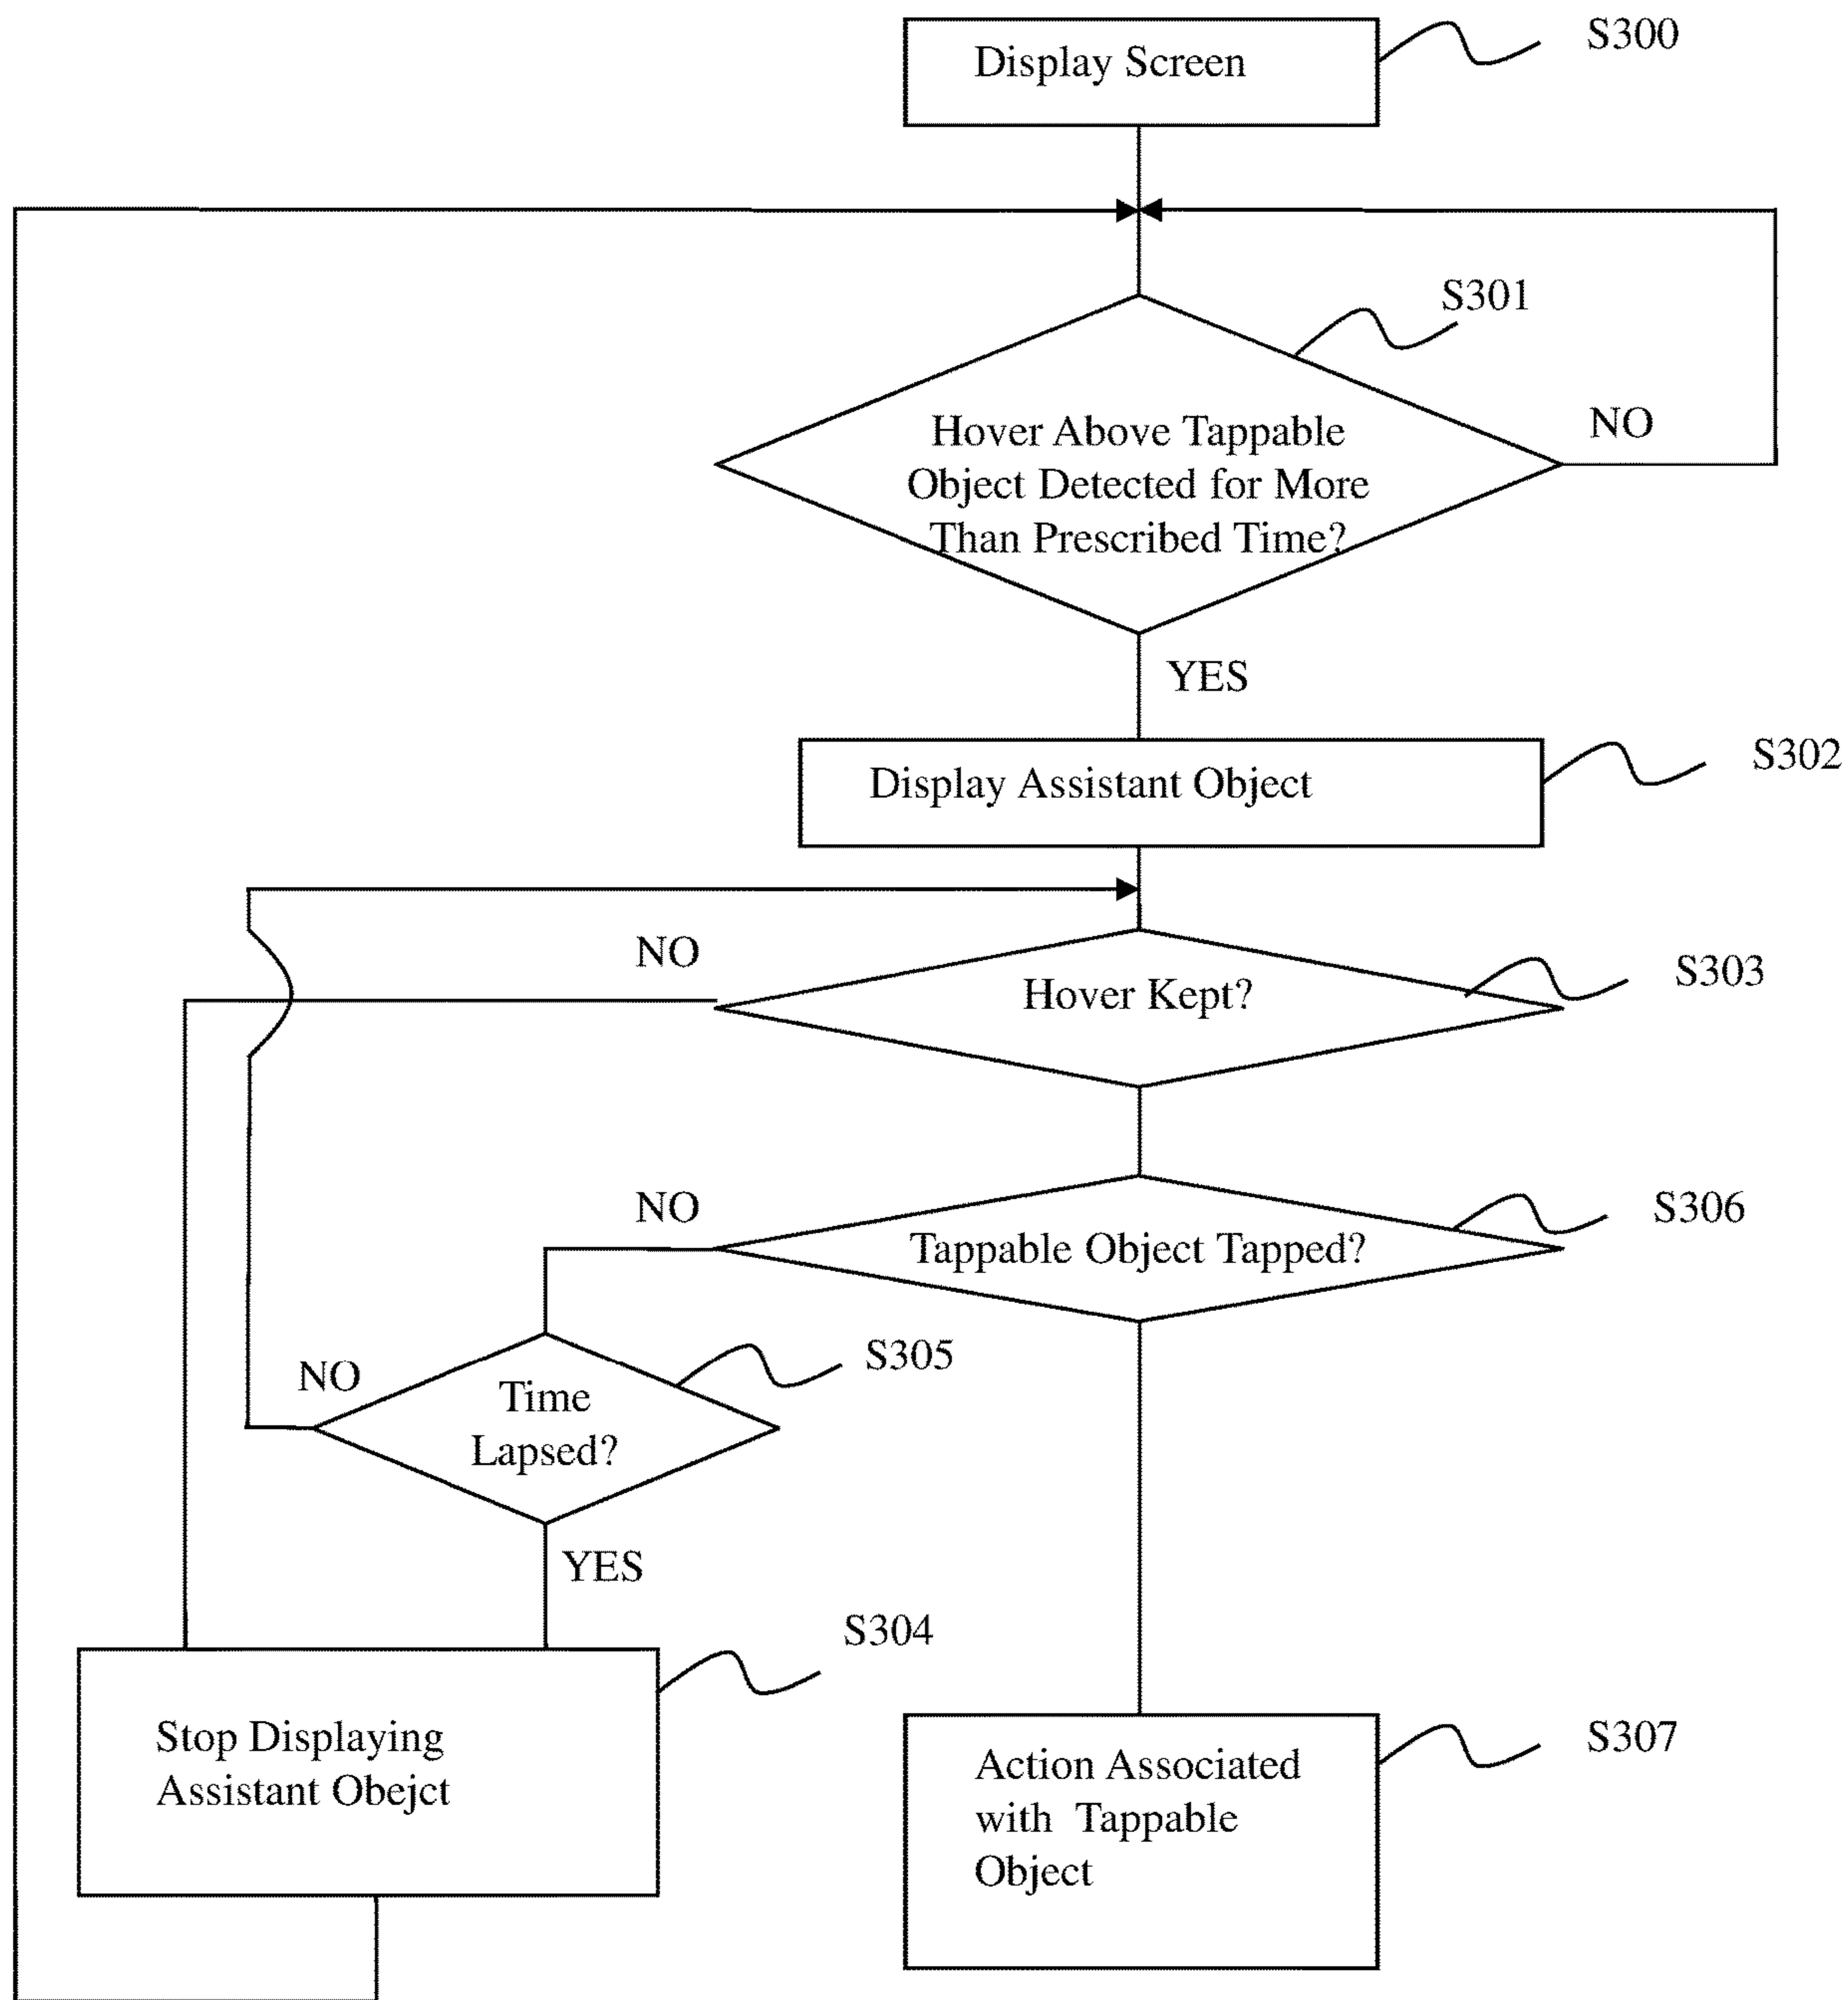 Display Screen
S300
S301
Hover Above Tappable
Object Detected for More
Than Prescribed Time?
NO
YES
Display Assistant Object
S302
NO
Hover Kept?
S303
NO
Tappable Object Tapped?
S306
NO
Time
Lapsed?
S305
YES
S304
Stop Displaying
Assistant Obejct
Action Associated
with Tappable
Object
S307